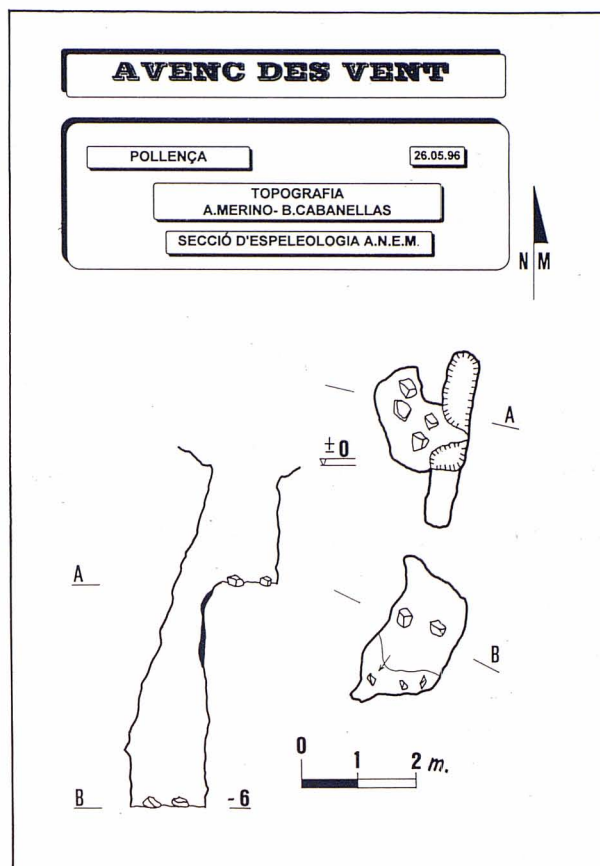 AVENC DES VENT
POLLENÇA
26.05.96
TOPOGRAFIA
A.MERINO- B.CABANELLAS
SECCIÓ D'ESPELEOLOGIA A.N.E.M.
N M
A
±0
A
B
0 1 2 m.
B -6